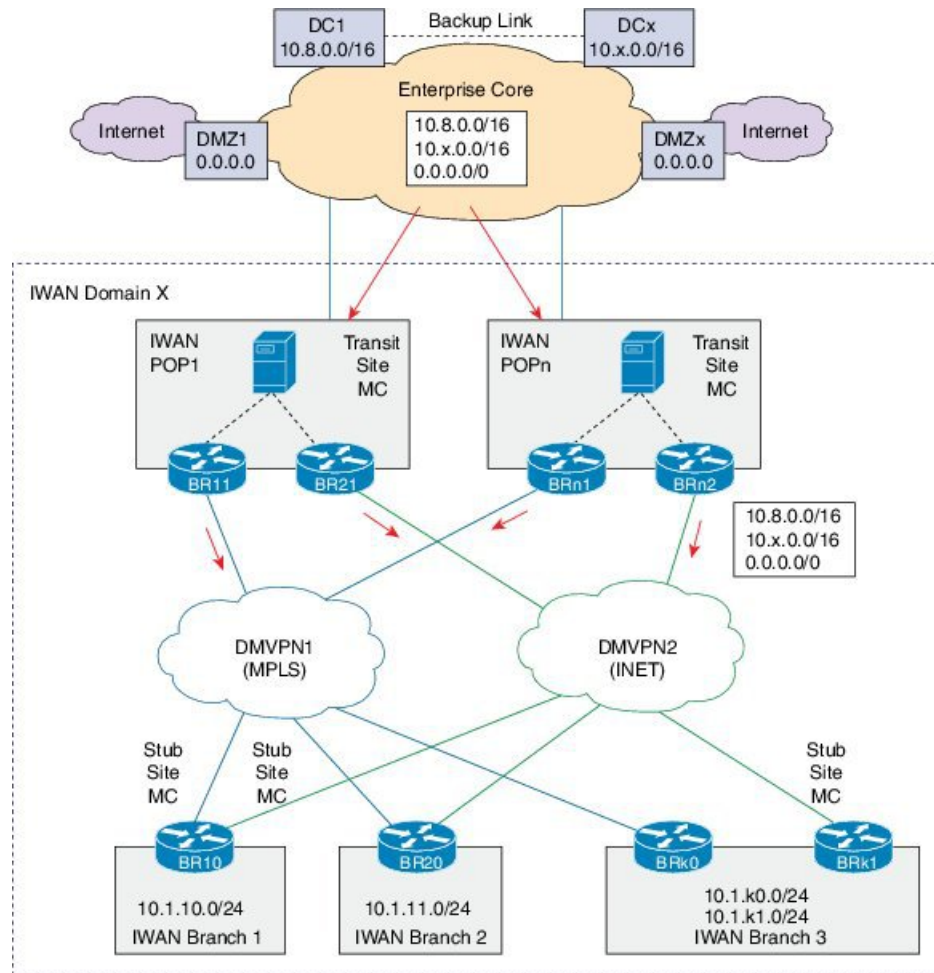 DC1
10.8.0.0/16
Backup Link
DCx
10.x.0.0/16
Enterprise Core
10.8.0.0/16
10.x.0.0/16
0.0.0.0/0
Internet
DMZ1
0.0.0.0
DMZx
0.0.0.0
Internet
IWAN Domain X
IWAN
POP1
Transit
Site
MC
BR11
BR21
IWAN
POPn
Transit
Site
MC
BRn1
BRn2
10.8.0.0/16
10.x.0.0/16
0.0.0.0/0
DMVPN1
(MPLS)
DMVPN2
(INET)
Stub
Site
MC
Stub
Site
MC
Stub
Site
MC
BR10
10.1.10.0/24
IWAN Branch 1
BR20
10.1.11.0/24
IWAN Branch 2
BRk0
BRk1
10.1.k0.0/24
10.1.k1.0/24
IWAN Branch 3